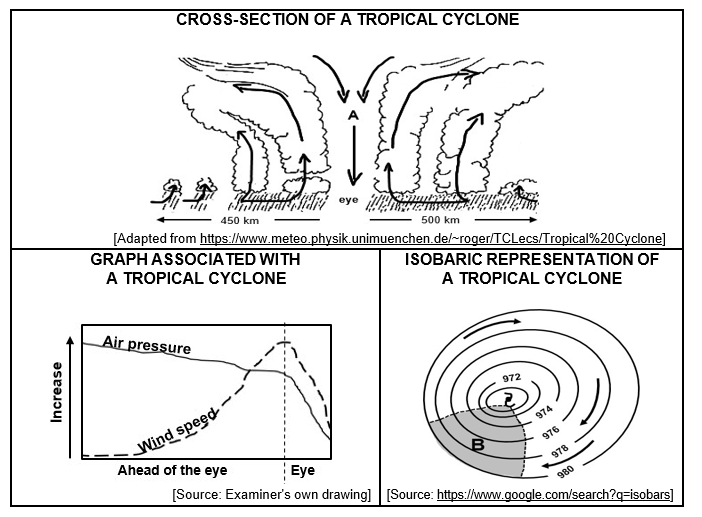 CROSS-SECTION OF A TROPICAL CYCLONE
A
eye
450 km
500 km
[Adapted from https://www.meteo.physik.unimuenchen.de/~roger/TCLecs/Tropical%20Cyclone]
GRAPH ASSOCIATED WITH
A TROPICAL CYCLONE
Air pressure
Increase
Wind speed
Ahead of the eye
Eye
[Source: Examiner's own drawing]
ISOBARIC REPRESENTATION OF
A TROPICAL CYCLONE
972
974
976
978
980
B
[Source: https://www.google.com/search?q=isobars]